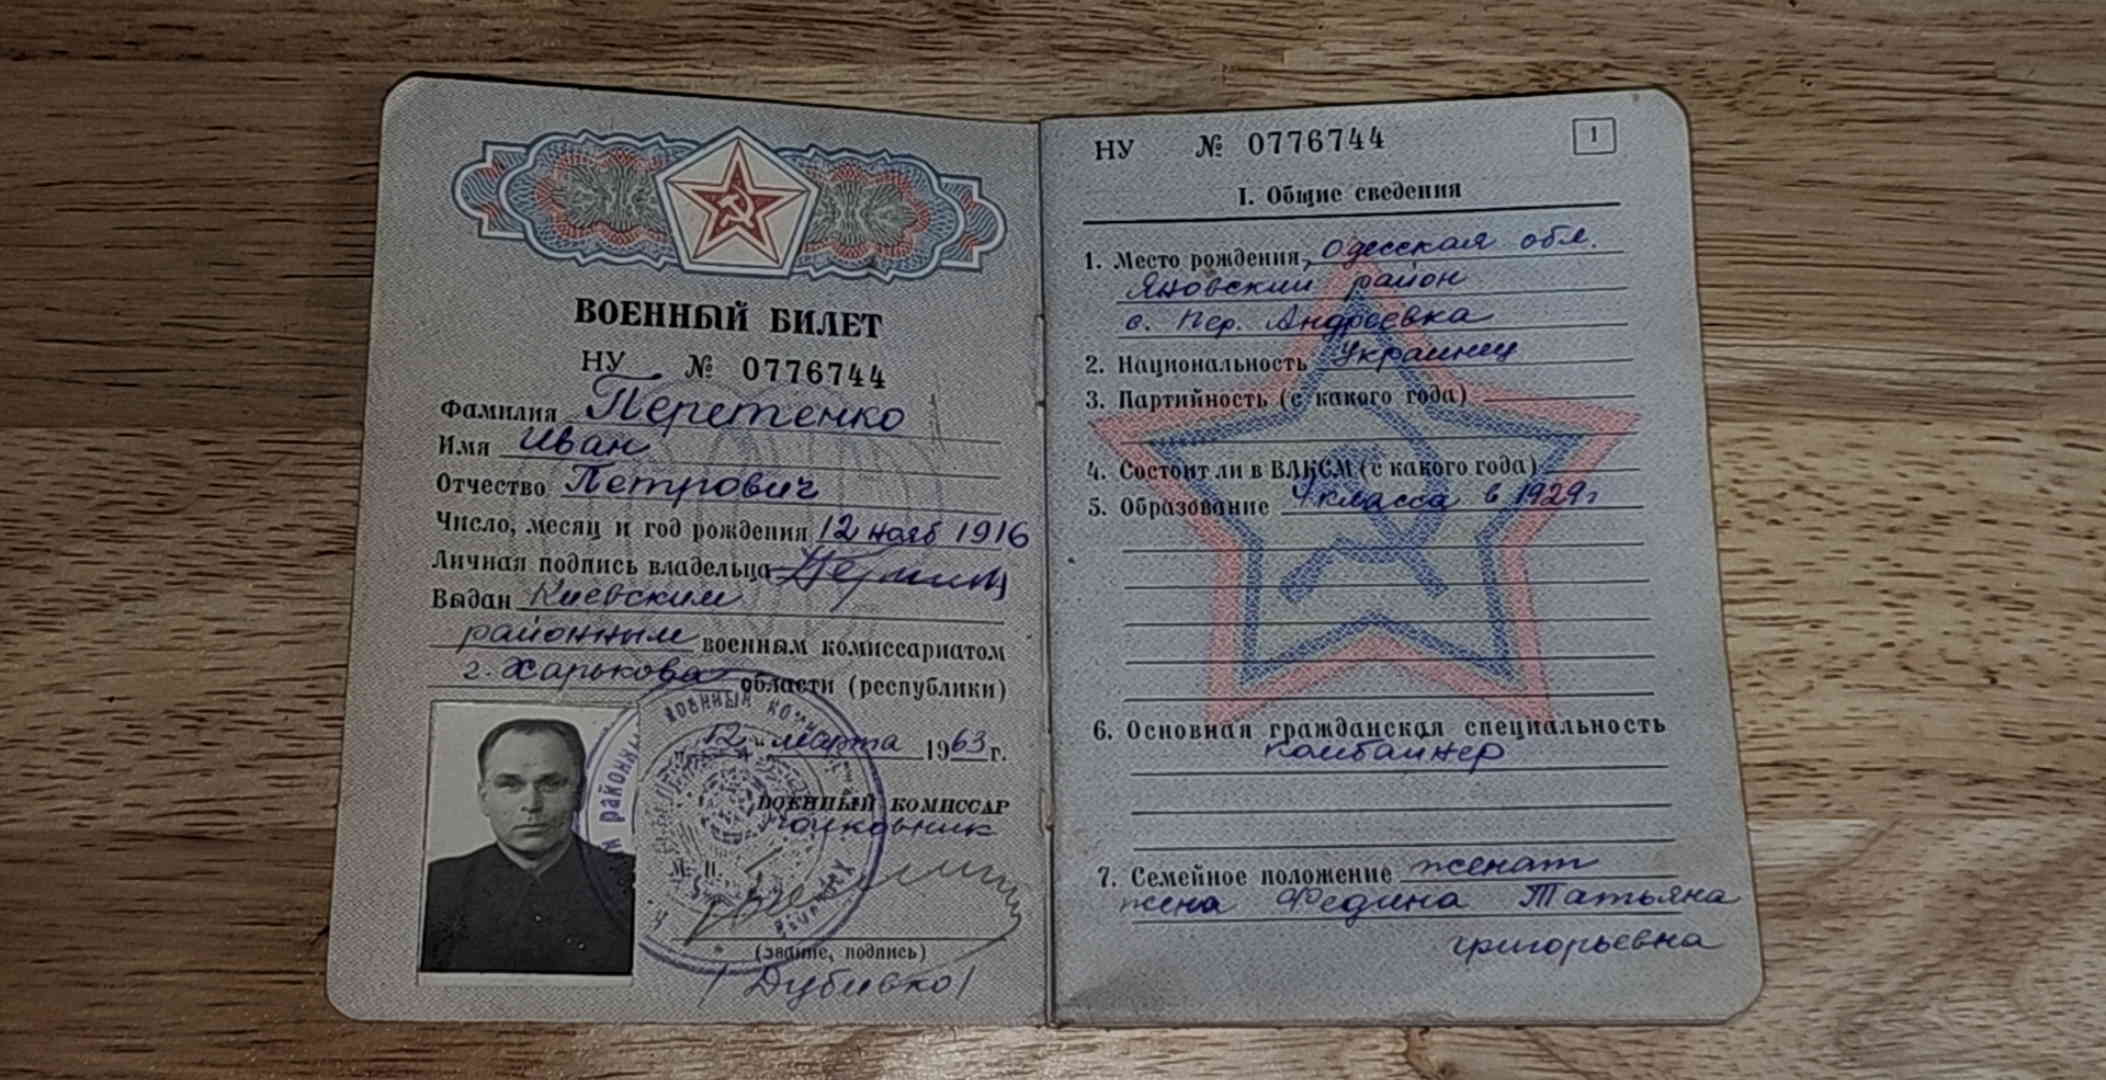 ВОЕННЫЙ БИЛЕТ
НУ № 0776744
Фамилия Перетенко
Имя Иван
Отчество Петрович
Число, месяц и год рождения 12 нояб 1916
Личная подпись владельца
Выдан Киевским
районным военным комиссариатом
г. Харькова области (республики)
12 марта 1963 г.
ВОЕННЫЙ КОМИССАР
полковник
М. П.
(звание, подпись)
/Дубивко/
НУ № 0776744
1
I. Общие сведения
1. Место рождения, Одесская обл.
Яновский район
с. Пер. Андреевка
2. Национальность Украинец
3. Партийность (с какого года)
4. Состоит ли в ВЛКСМ (с какого года)
5. Образование 4 класса в 1929г
6. Основная гражданская специальность
комбайнер
7. Семейное положение женат
жена Федина Татьяна
григорьевна